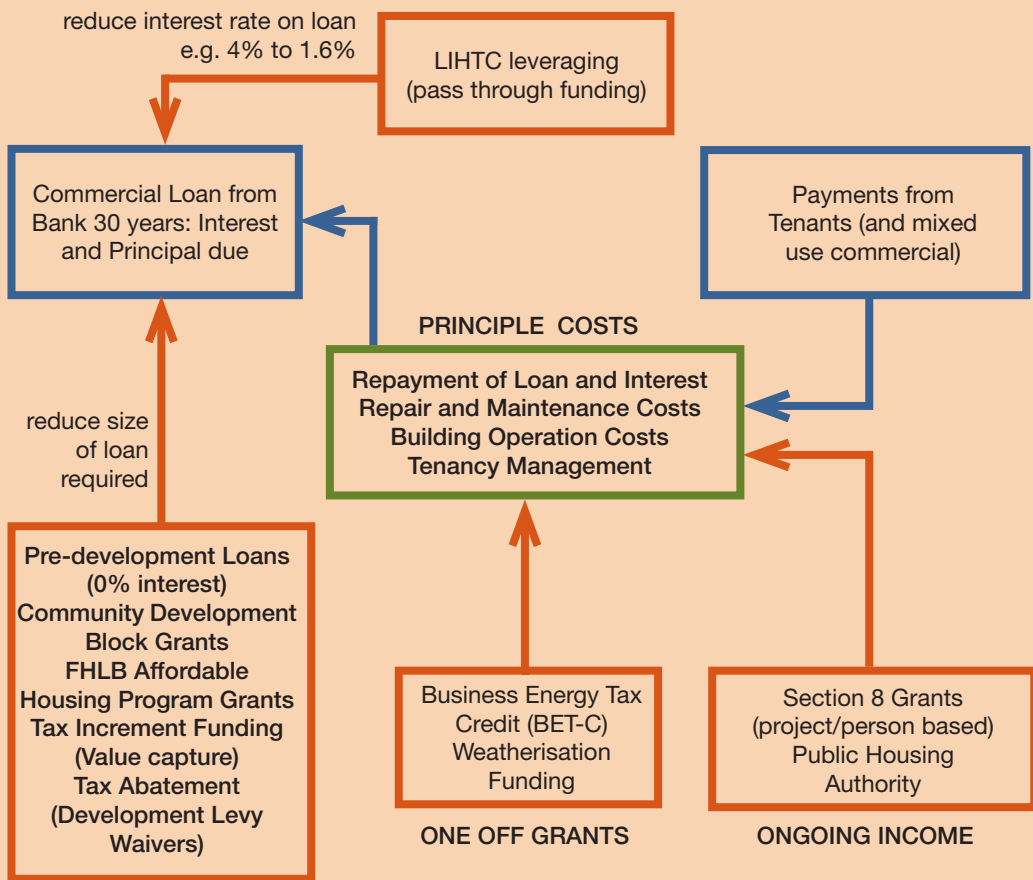 reduce interest rate on loan
e.g. 4% to 1.6%
LIHTC leveraging
(pass through funding)
Commercial Loan from
Bank 30 years: Interest
and Principal due
Payments from
Tenants (and mixed
use commercial)
PRINCIPLE COSTS
Repayment of Loan and Interest
Repair and Maintenance Costs
Building Operation Costs
Tenancy Management
reduce size
of loan
required
Pre-development Loans
(0% interest)
Community Development
Block Grants
FHLB Affordable
Housing Program Grants
Tax Increment Funding
(Value capture)
Tax Abatement
(Development Levy
Waivers)
Business Energy Tax
Credit (BET-C)
Weatherisation
Funding
ONE OFF GRANTS
Section 8 Grants
(project/person based)
Public Housing
Authority
ONGOING INCOME